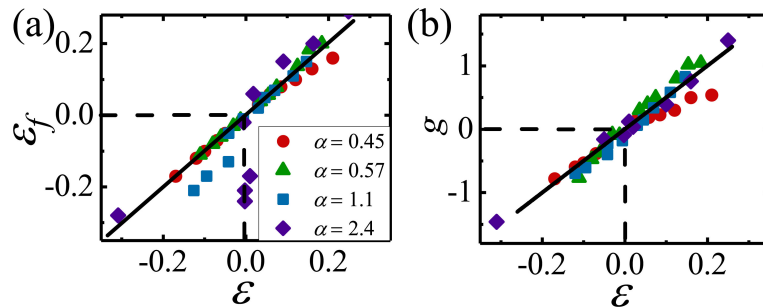 (a)
0.2
0.0
-0.2
ε_f
α = 0.45
α = 0.57
α = 1.1
α = 2.4
-0.2 0.0 0.2
ε
(b)
1
0
-1
g
-0.2 0.0 0.2
ε